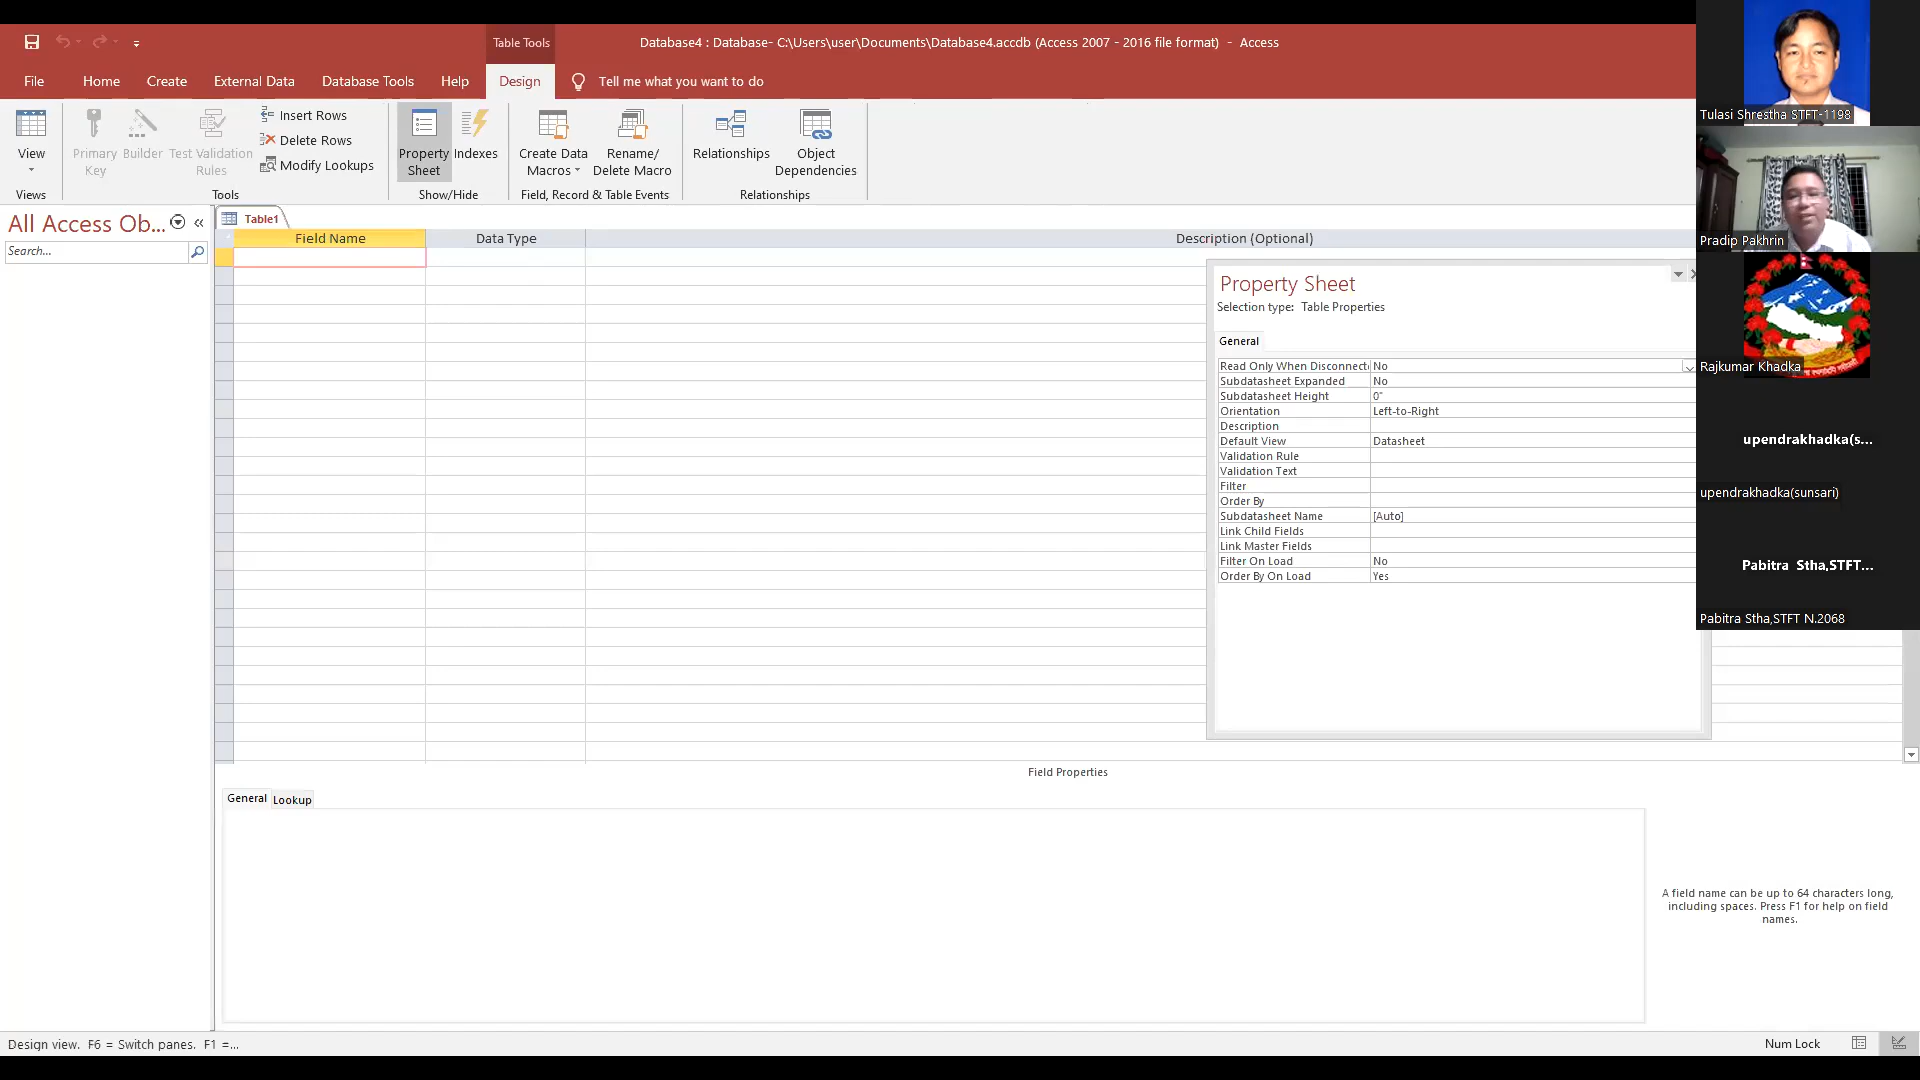 Table Tools
Database4 : Database- C:\Users\user\Documents\Database4.accdb (Access 2007 - 2016 file format) - Access
File Home Create External Data Database Tools Help Design Tell me what you want to do
View
Primary Key
Builder
Test Validation Rules
Insert Rows
Delete Rows
Modify Lookups
Property Sheet
Indexes
Create Data Macros
Rename/ Delete Macro
Relationships
Object Dependencies
Views Tools Show/Hide Field, Record & Table Events Relationships
All Access Ob...
Search...
Table1
Field Name Data Type Description (Optional)
Property Sheet
Selection type: Table Properties
General
Read Only When Disconnect No
Subdatasheet Expanded No
Subdatasheet Height 0"
Orientation Left-to-Right
Description
Default View Datasheet
Validation Rule
Validation Text
Filter
Order By
Subdatasheet Name [Auto]
Link Child Fields
Link Master Fields
Filter On Load No
Order By On Load Yes
Tulasi Shrestha STFT-1198
Pradip Pakhrin
Rajkumar Khadka
upendrakhadka(s...
upendrakhadka(sunsari)
Pabitra Stha,STFT...
Pabitra Stha,STFT N.2068
Field Properties
General Lookup
A field name can be up to 64 characters long,
including spaces. Press F1 for help on field
names.
Design view. F6 = Switch panes. F1 =...
Num Lock